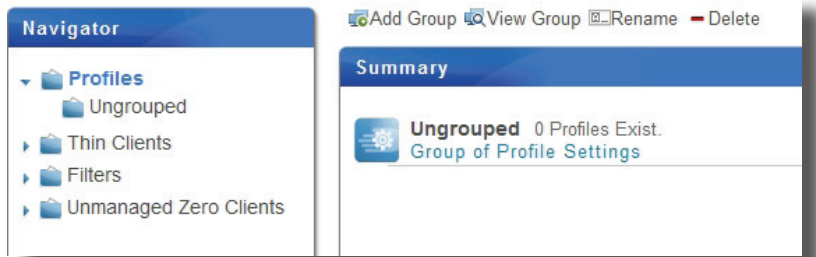 Navigator
Profiles
Ungrouped
Thin Clients
Filters
Unmanaged Zero Clients
Add Group View Group Rename Delete
Summary
Ungrouped 0 Profiles Exist.
Group of Profile Settings